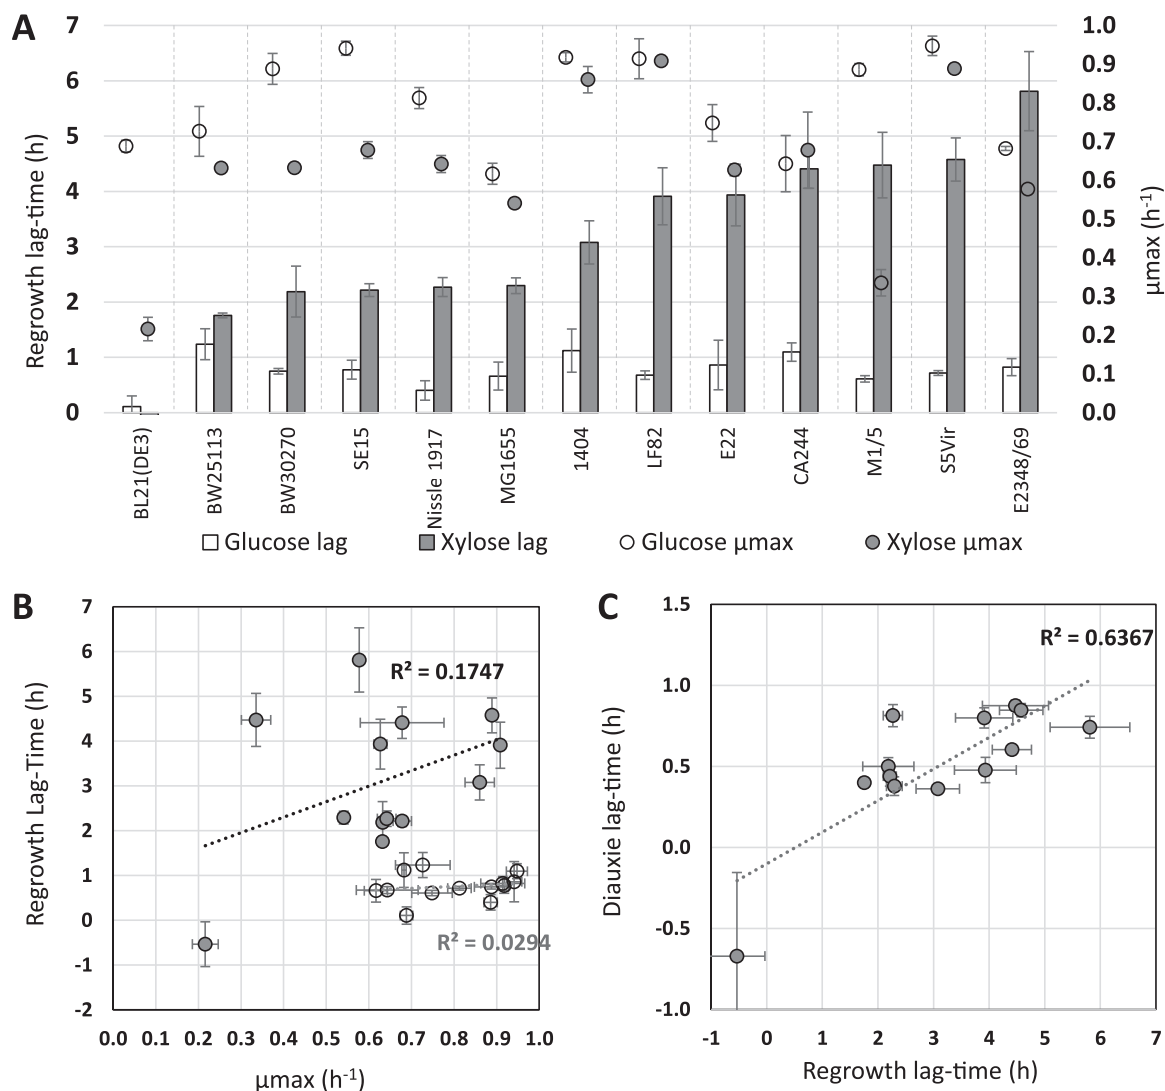 A
7
6
5
4
3
2
1
0
Regrowth lag-time (h)
1.0
0.9
0.8
0.7
0.6
0.5
0.4
0.3
0.2
0.1
0.0
µmax (h⁻¹)
BL21(DE3)
BW25113
BW30270
SE15
Nissle 1917
MG1655
1404
LF82
E22
CA244
M1/5
S5Vir
E2348/69
Glucose lag
Xylose lag
Glucose µmax
Xylose µmax
B
7
6
5
4
3
2
1
0
-1
-2
Regrowth Lag-Time (h)
R² = 0.1747
R² = 0.0294
0.0 0.1 0.2 0.3 0.4 0.5 0.6 0.7 0.8 0.9 1.0
µmax (h⁻¹)
C
1.5
1.0
0.5
0.0
-0.5
-1.0
Diauxie lag-time (h)
R² = 0.6367
-1 0 1 2 3 4 5 6 7
Regrowth lag-time (h)